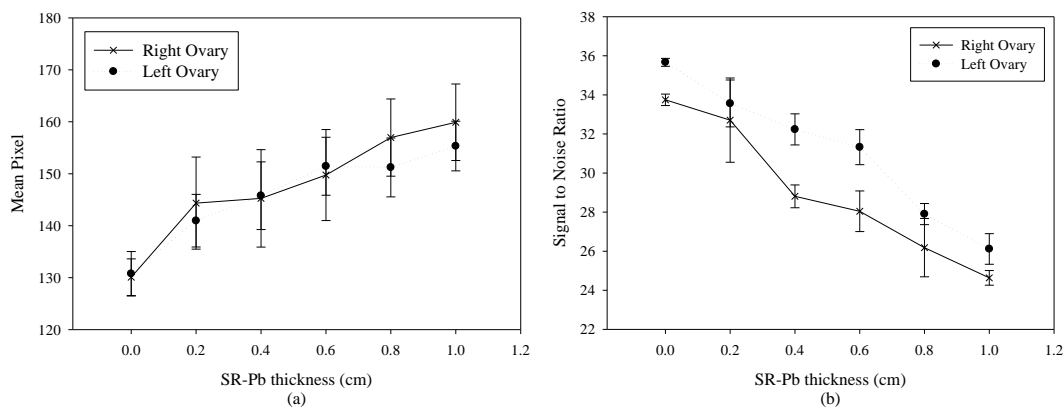 180
170
160
150
140
130
120
Mean Pixel
Right Ovary
Left Ovary
0.0 0.2 0.4 0.6 0.8 1.0 1.2
SR-Pb thickness (cm)
(a)
38
36
34
32
30
28
26
24
22
Signal to Noise Ratio
Right Ovary
Left Ovary
0.0 0.2 0.4 0.6 0.8 1.0 1.2
SR-Pb thickness (cm)
(b)